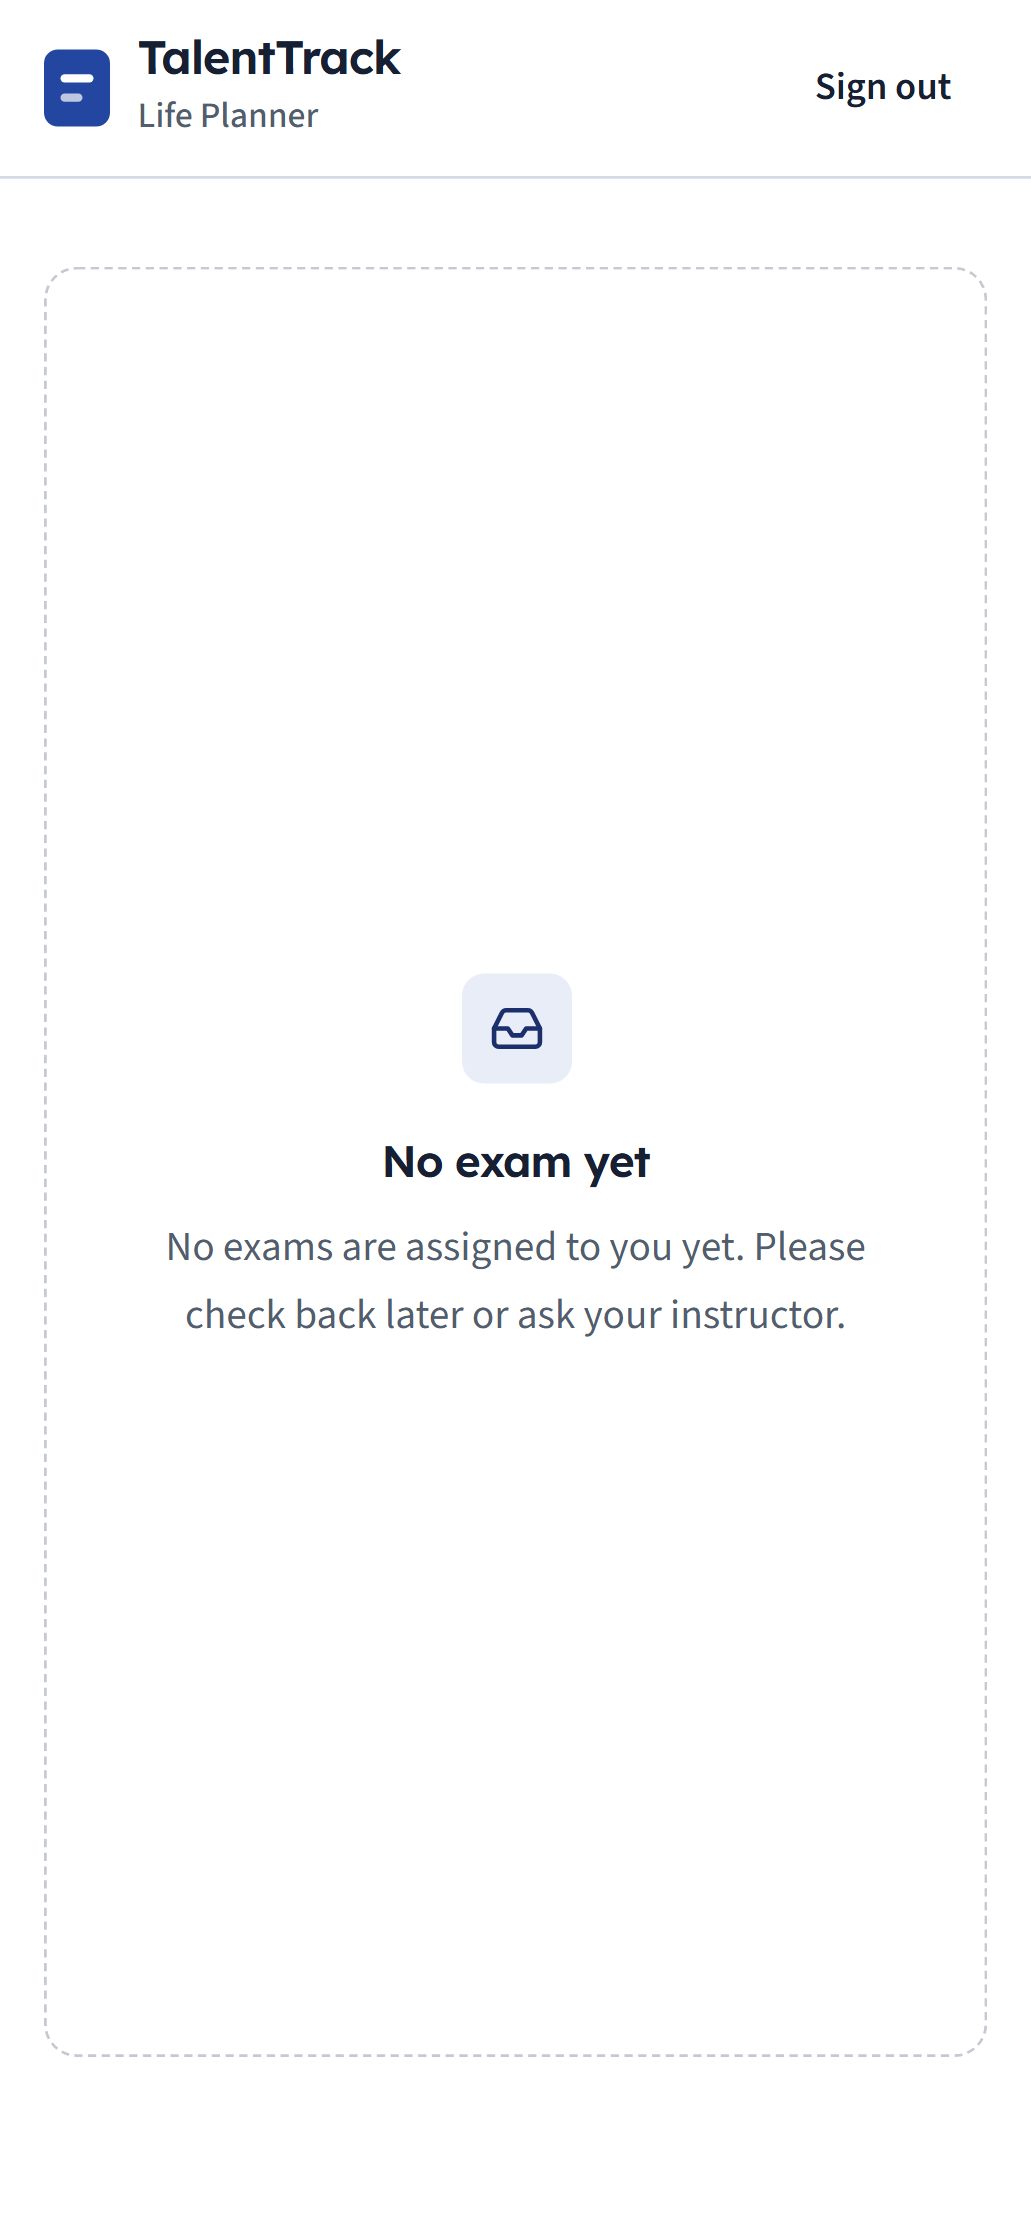 TalentTrack
Life Planner
Sign out
No exam yet
No exams are assigned to you yet. Please
check back later or ask your instructor.